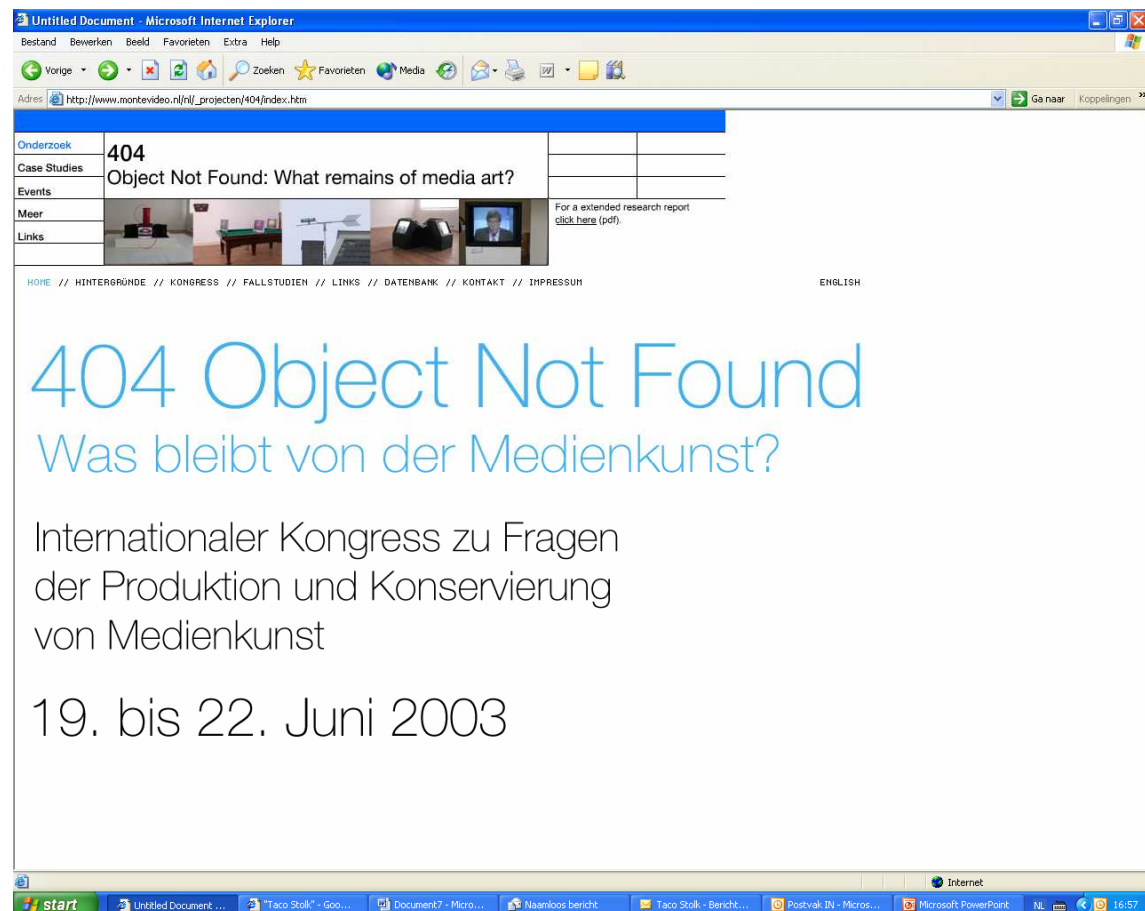 Untitled Document - Microsoft Internet Explorer
Bestand Bewerken Beeld Favorieten Extra Help
Vorige Zoeken Favorieten Media
Adres http://www.montevideo.nl/nl/_projecten/404/index.htm Ga naar Koppelingen »
Onderzoek
Case Studies
Events
Meer
Links
404
Object Not Found: What remains of media art?
For a extended research report
click here (pdf).
HOME // HINTERGRÜNDE // KONGRESS // FALLSTUDIEN // LINKS // DATENBANK // KONTAKT // IMPRESSUM ENGLISH
404 Object Not Found
Was bleibt von der Medienkunst?
Internationaler Kongress zu Fragen
der Produktion und Konservierung
von Medienkunst
19. bis 22. Juni 2003
Internet
start Untitled Document ... "Taco Stolk" - Goo... Document7 - Micro... Naamloos bericht Taco Stolk - Bericht... Postvak IN - Micros... Microsoft PowerPoint NL 16:57